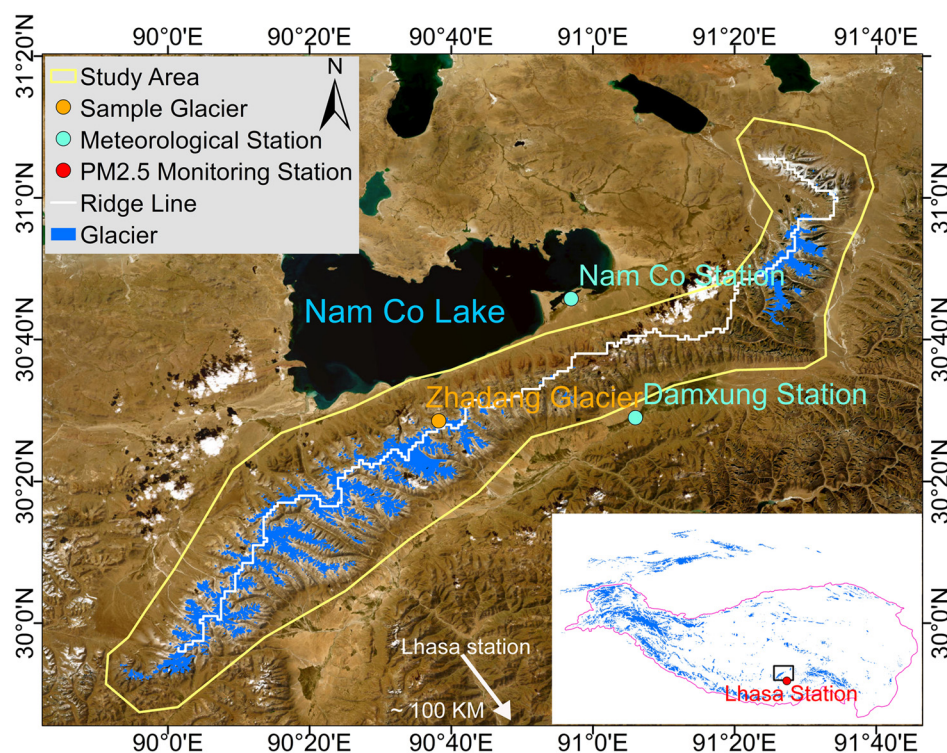 90°0'E 90°20'E 90°40'E 91°0'E 91°20'E 91°40'E
31°20'N
N
Study Area
Sample Glacier
Meteorological Station
PM2.5 Monitoring Station
Ridge Line
Glacier
31°0'N 31°0'N
Nam Co Station
Nam Co Lake
30°40'N 30°40'N
Zhadang Glacier
Damxung Station
30°20'N 30°20'N
30°0'N 30°0'N
Lhasa station
~ 100 KM
Lhasa Station
90°0'E 90°20'E 90°40'E 91°0'E 91°20'E 91°40'E
31°20'N